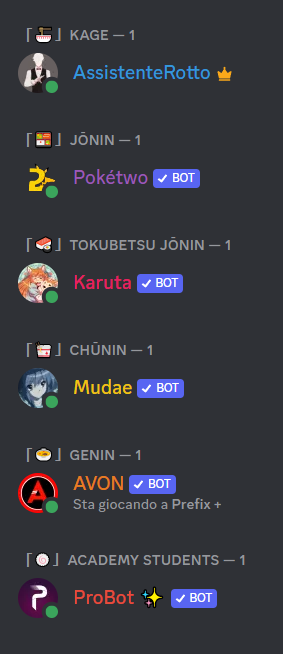 「🍜」 KAGE — 1
AssistenteRotto
「🍱」 JŌNIN — 1
Pokétwo ✓ BOT
「🍣」 TOKUBETSU JŌNIN — 1
Karuta ✓ BOT
「🥡」 CHŪNIN — 1
Mudae ✓ BOT
「🍲」 GENIN — 1
AVON ✓ BOT
Sta giocando a Prefix +
「🍥」 ACADEMY STUDENTS — 1
ProBot ✨ ✓ BOT